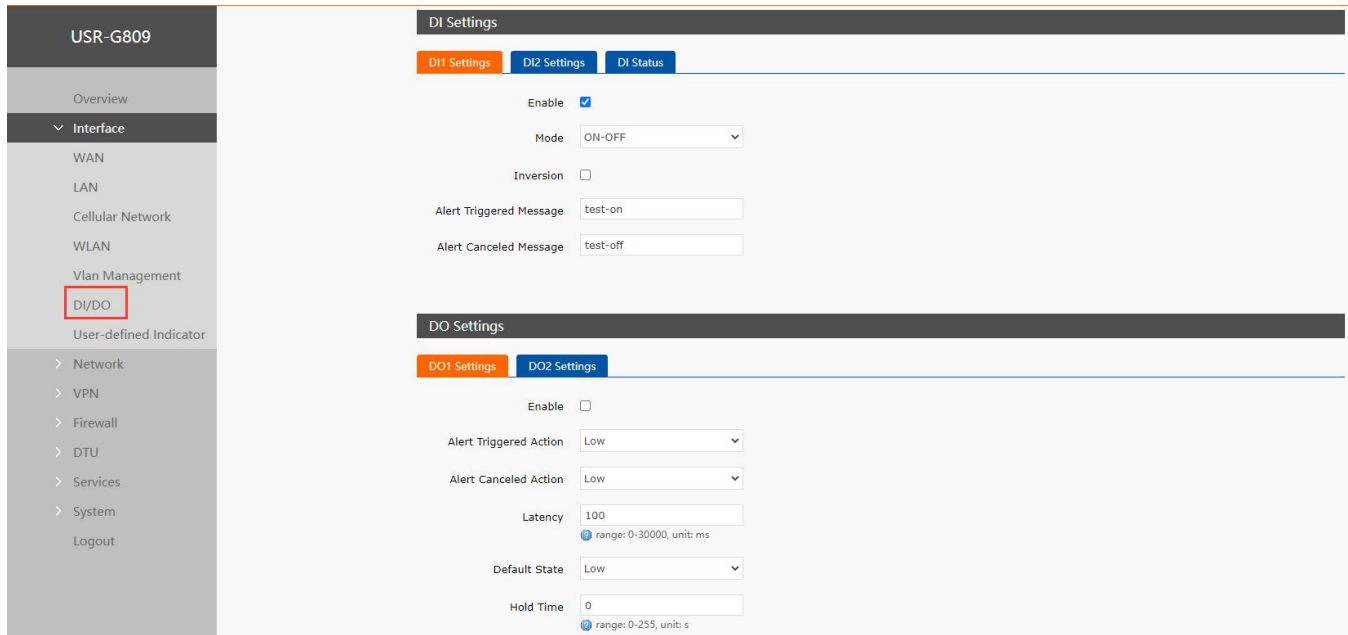 USR-G809
Overview
Interface
WAN
LAN
Cellular Network
WLAN
Vlan Management
DI/DO
User-defined Indicator
Network
VPN
Firewall
DTU
Services
System
Logout
DI Settings
DI1 Settings DI2 Settings DI Status
Enable
Mode ON-OFF
Inversion
Alert Triggered Message test-on
Alert Canceled Message test-off
DO Settings
DO1 Settings DO2 Settings
Enable
Alert Triggered Action Low
Alert Canceled Action Low
Latency 100
range: 0-30000, unit: ms
Default State Low
Hold Time 0
range: 0-255, unit: s